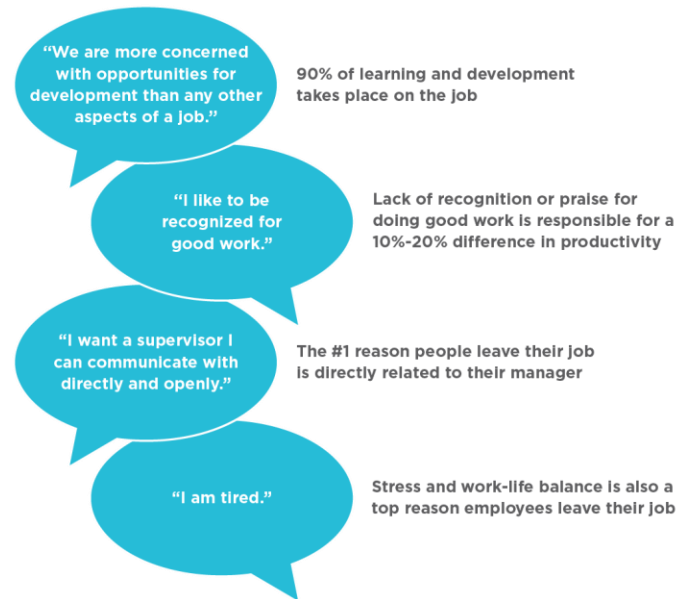 “We are more concerned
with opportunities for
development than any other
aspects of a job.”
90% of learning and development
takes place on the job
“I like to be
recognized for
good work.”
Lack of recognition or praise for
doing good work is responsible for a
10%-20% difference in productivity
“I want a supervisor I
can communicate with
directly and openly.”
The #1 reason people leave their job
is directly related to their manager
“I am tired.”
Stress and work-life balance is also a
top reason employees leave their job